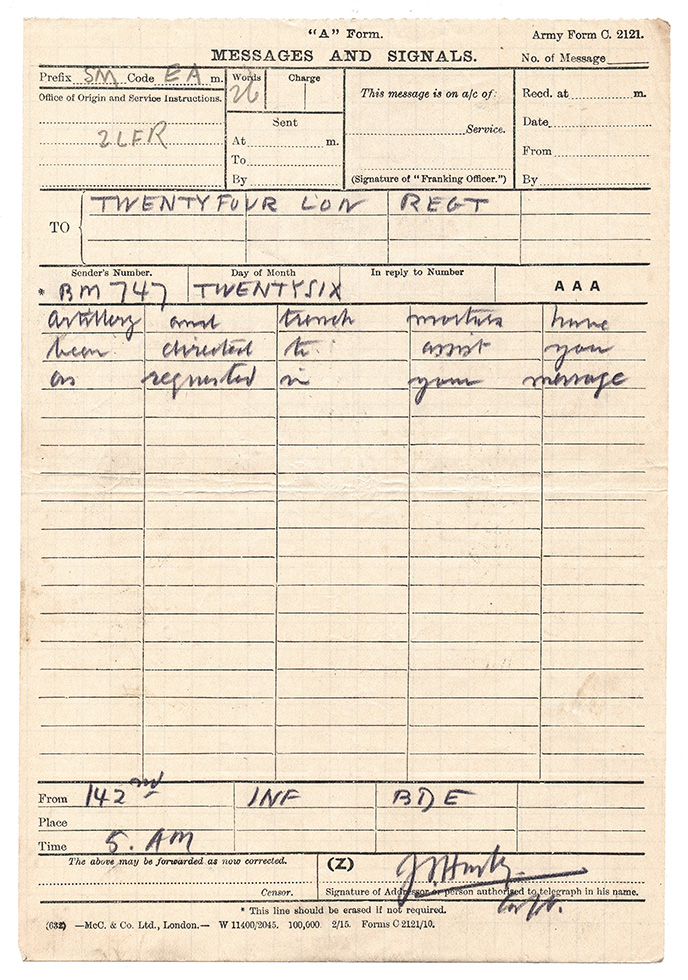 "A" Form.
Army Form C. 2121.
MESSAGES AND SIGNALS.
No. of Message
Prefix SM Code EA m.
Words
26
Charge
This message is on a/c of:
Recd. at m.
Office of Origin and Service Instructions.
2LFR
Sent
At m.
To
By
Service.
(Signature of "Franking Officer.")
Date
From
By
TO
TWENTYFOUR LON REGT
Sender's Number.
Day of Month
In reply to Number
AAA
* BM 747 TWENTYSIX
artillery and trench mortars have
been directed to assist you
as requested in your message
From 142nd INF BDE
Place
Time 5. AM
The above may be forwarded as now corrected.
(Z)
Censor.
Signature of Addressor or person authorised to telegraph in his name.
Capt.
* This line should be erased if not required.
—McC. & Co. Ltd., London.— W 11400/2045. 100,000. 2/15. Forms C 2121/10.